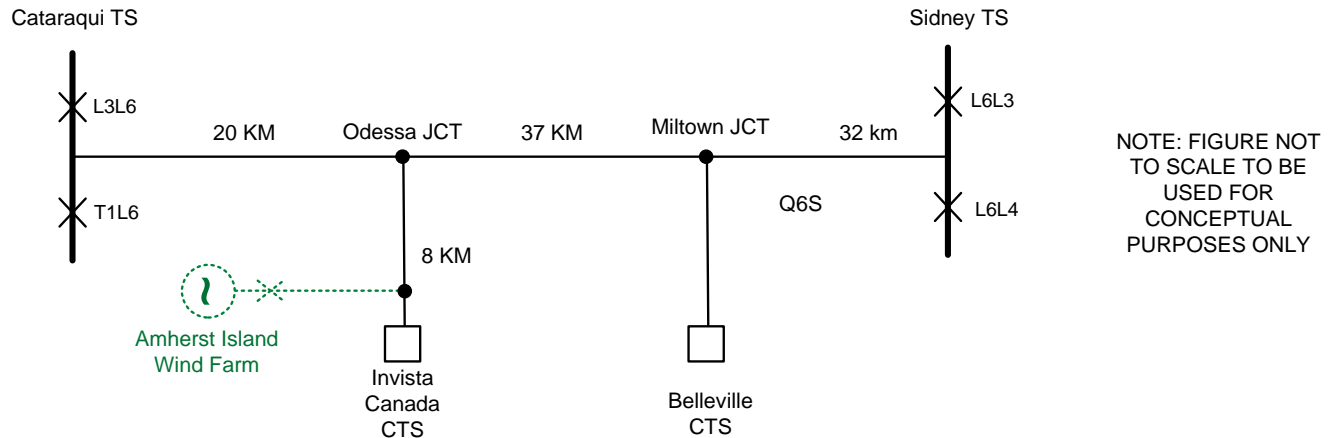 Cataraqui TS
Sidney TS
L3L6
L6L3
20 KM
Odessa JCT
37 KM
Miltown JCT
32 km
NOTE: FIGURE NOT
TO SCALE TO BE
USED FOR
CONCEPTUAL
PURPOSES ONLY
T1L6
Q6S
L6L4
8 KM
Amherst Island
Wind Farm
Invista
Canada
CTS
Belleville
CTS